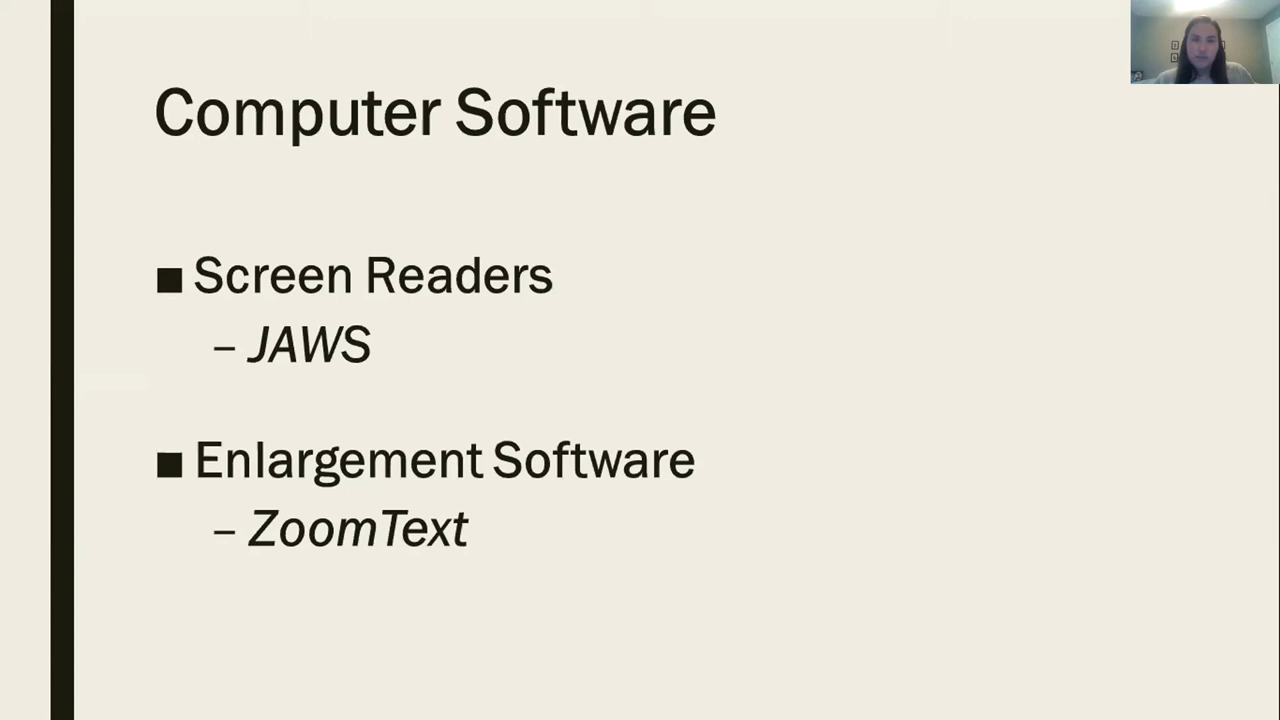 Computer Software
■ Screen Readers
– JAWS
■ Enlargement Software
– ZoomText